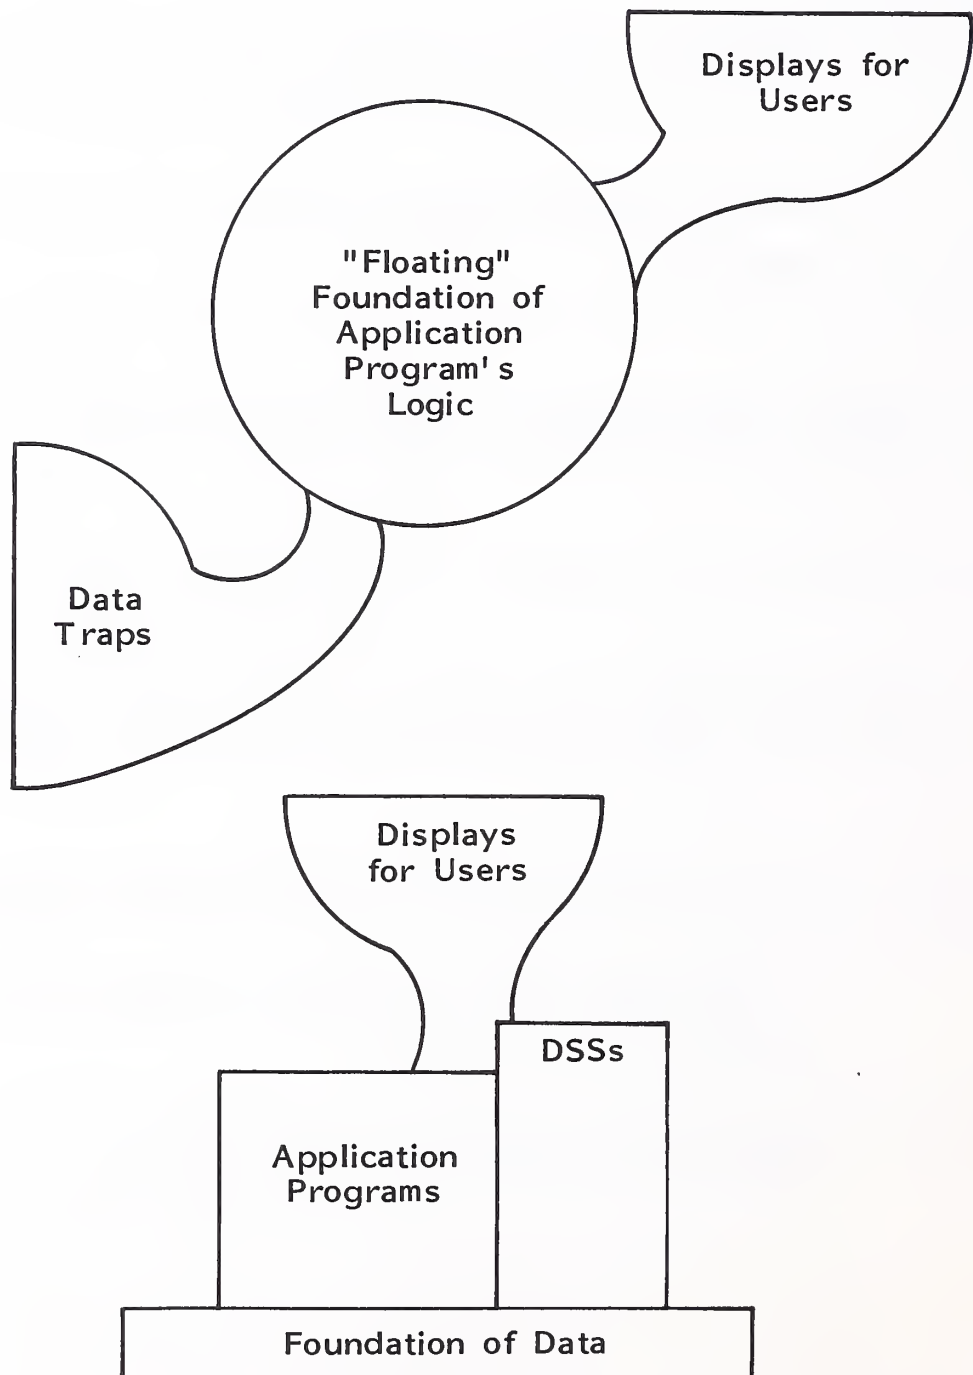 Displays for
Users
"Floating"
Foundation of
Application
Program's
Logic
Data
Traps
Displays
for Users
DSSs
Application
Programs
Foundation of Data